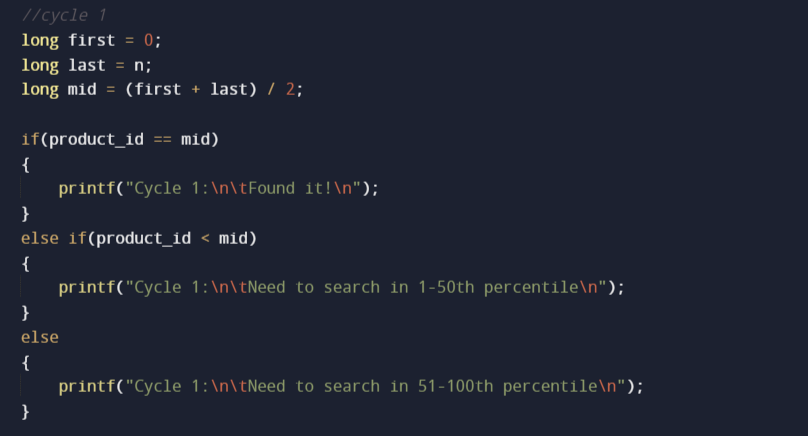 //cycle 1
long first = 0;
long last = n;
long mid = (first + last) / 2;
if(product_id == mid)
{
printf("Cycle 1:\n\tFound it!\n");
}
else if(product_id < mid)
{
printf("Cycle 1:\n\tNeed to search in 1-50th percentile\n");
}
else
{
printf("Cycle 1:\n\tNeed to search in 51-100th percentile\n");
}